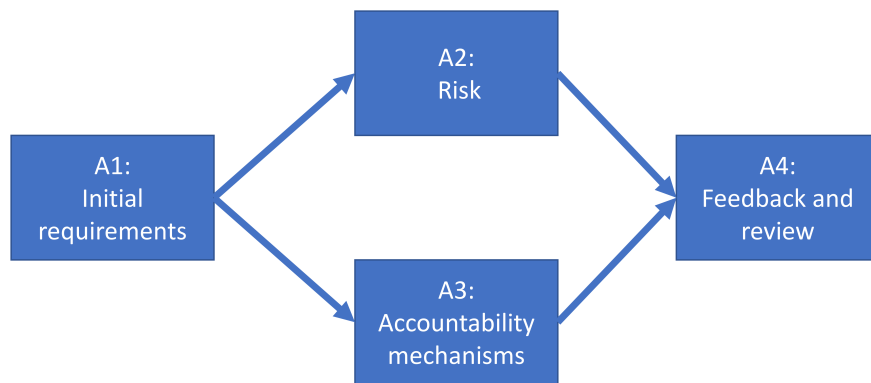 A1:
Initial
requirements
A2:
Risk
A3:
Accountability
mechanisms
A4:
Feedback and
review